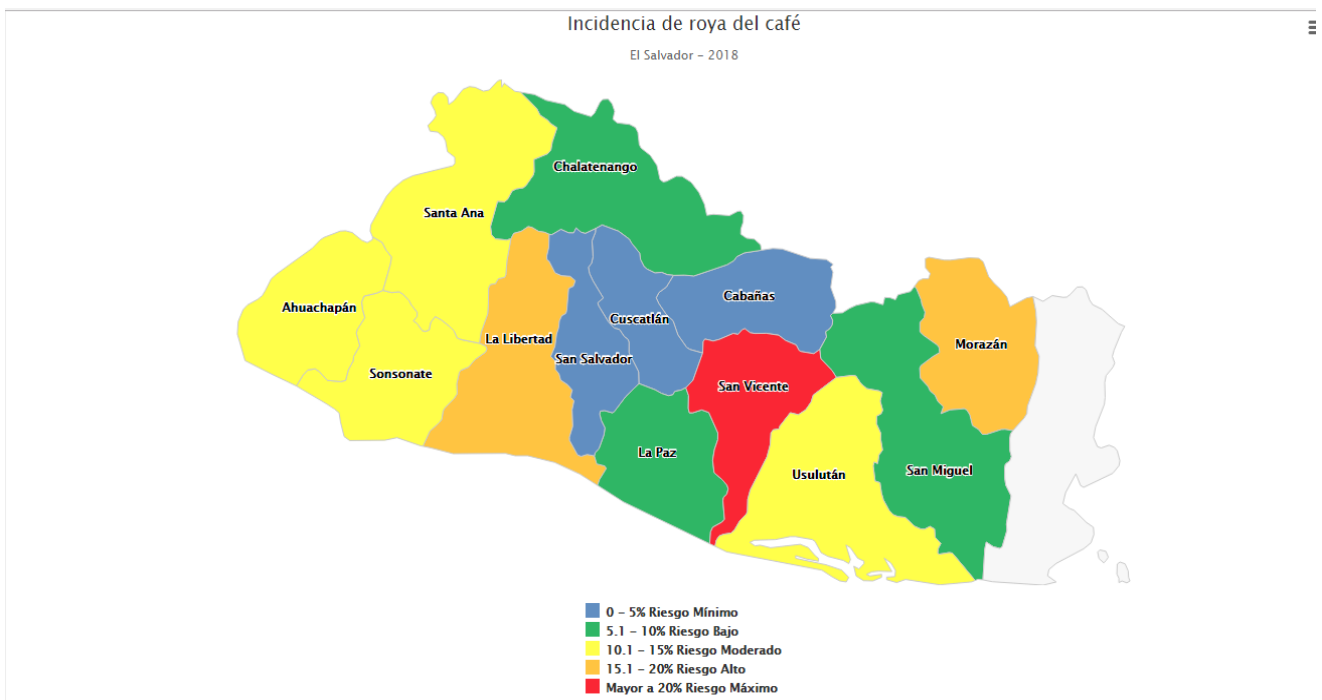 Incidencia de roya del café
El Salvador – 2018
Chalatenango
Santa Ana
Cabañas
Ahuachapán
Cuscatlán
La Libertad
Morazán
San Salvador
Sonsonate
San Vicente
La Paz
San Miguel
Usulután
0 – 5% Riesgo Mínimo
5.1 – 10% Riesgo Bajo
10.1 – 15% Riesgo Moderado
15.1 – 20% Riesgo Alto
Mayor a 20% Riesgo Máximo